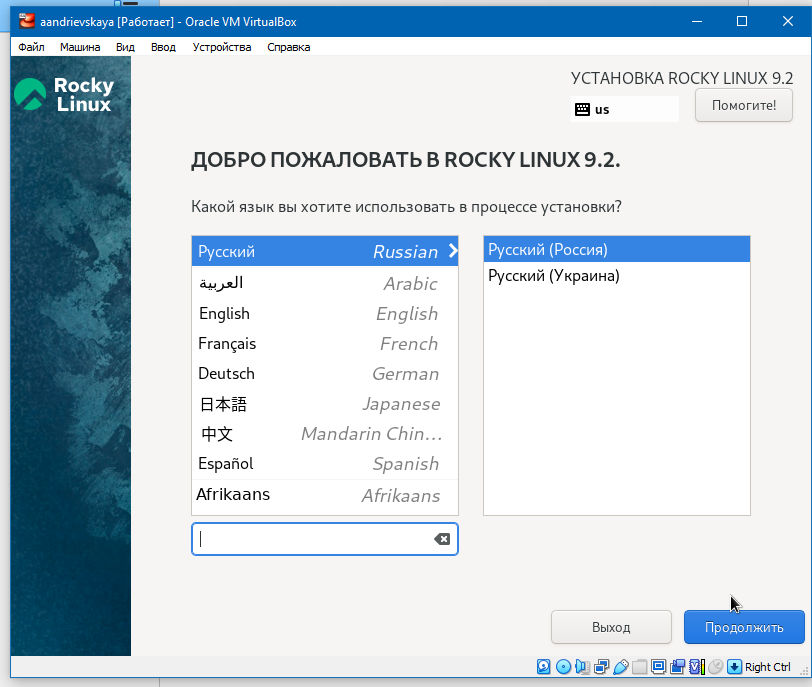 aandrievskaya [Работает] - Oracle VM VirtualBox
Файл Машина Вид Ввод Устройства Справка
Rocky
Linux
УСТАНОВКА ROCKY LINUX 9.2
us
Помогите!
ДОБРО ПОЖАЛОВАТЬ В ROCKY LINUX 9.2.
Какой язык вы хотите использовать в процессе установки?
Русский Russian
العربية Arabic
English English
Français French
Deutsch German
日本語 Japanese
中文 Mandarin Chin...
Español Spanish
Afrikaans Afrikaans
Русский (Россия)
Русский (Украина)
Выход
Продолжить
Right Ctrl